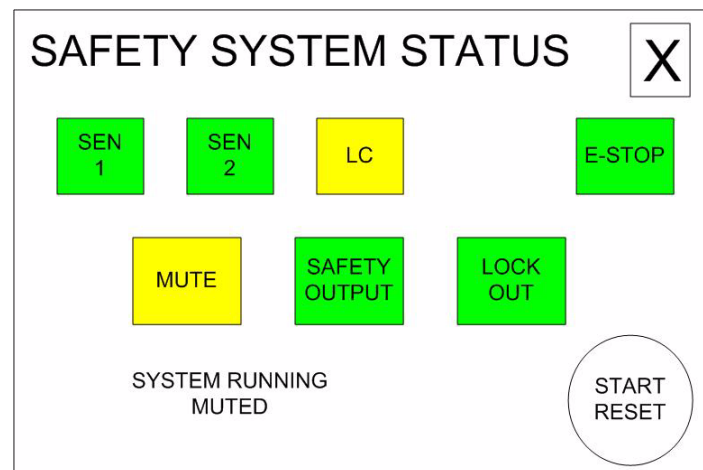 SAFETY SYSTEM STATUS
X
SEN
1
SEN
2
LC
E-STOP
MUTE
SAFETY
OUTPUT
LOCK
OUT
SYSTEM RUNNING
MUTED
START
RESET